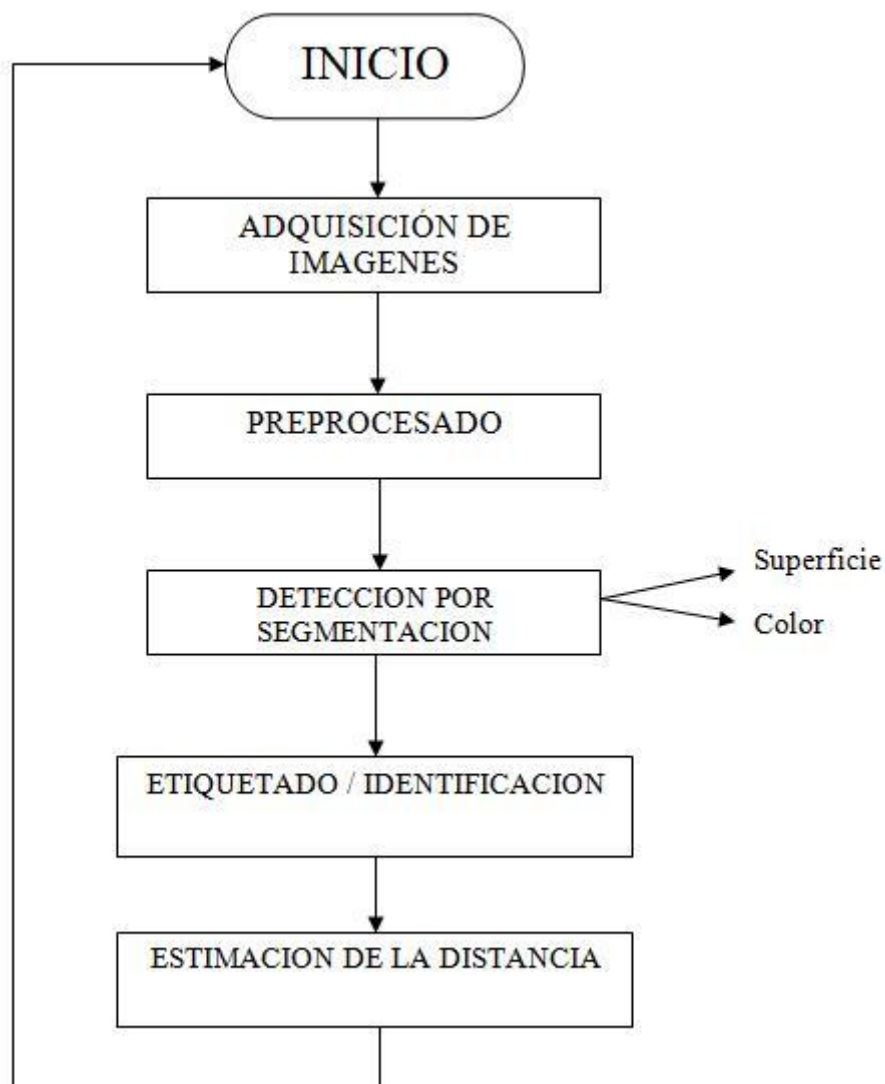 INICIO
ADQUISICIÓN DE
IMAGENES
PREPROCESADO
DETECCION POR
SEGMENTACION
Superficie
Color
ETIQUETADO / IDENTIFICACION
ESTIMACION DE LA DISTANCIA